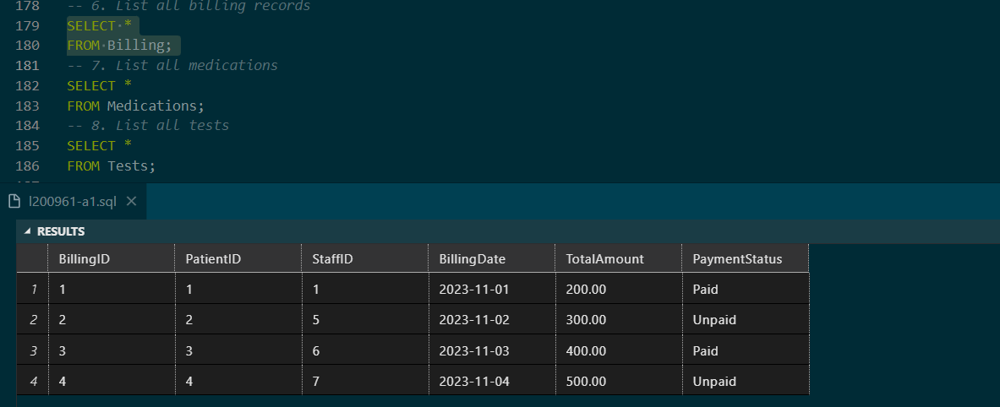 178 -- 6. List all billing records
179 SELECT *
180 FROM Billing;
181 -- 7. List all medications
182 SELECT *
183 FROM Medications;
184 -- 8. List all tests
185 SELECT *
186 FROM Tests;
l200961-a1.sql
RESULTS
BillingID PatientID StaffID BillingDate TotalAmount PaymentStatus
1 1 1 1 2023-11-01 200.00 Paid
2 2 2 5 2023-11-02 300.00 Unpaid
3 3 3 6 2023-11-03 400.00 Paid
4 4 4 7 2023-11-04 500.00 Unpaid